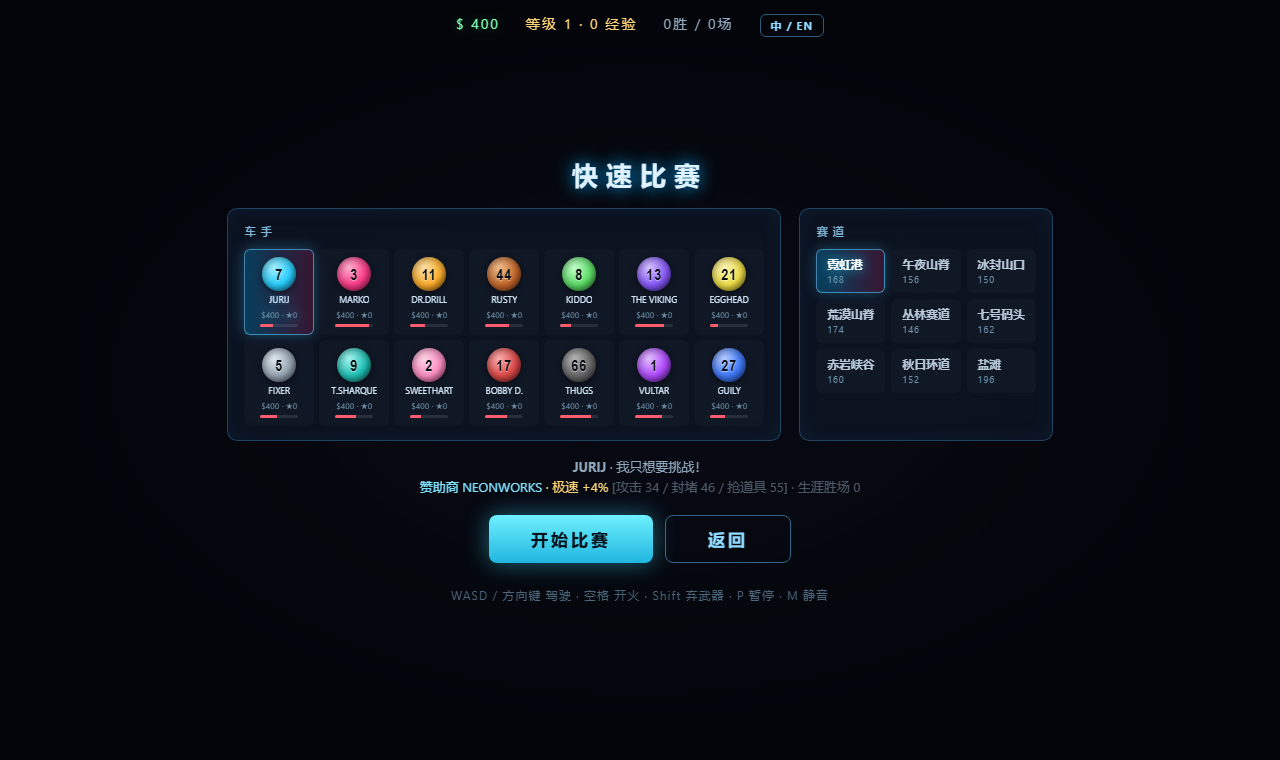 $ 400 等级 1 · 0 经验 0胜 / 0场 中 / EN
快速比赛
车手
7 3 11 44 8 13 21
JURIJ MARKO DR.DRILL RUSTY KIDDO THE VIKING EGGHEAD
$400 · ★0 $400 · ★0 $400 · ★0 $400 · ★0 $400 · ★0 $400 · ★0 $400 · ★0
5 9 2 17 66 1 27
FIXER T.SHARQUE SWEETHART BOBBY D. THUGS VULTAR GUILY
$400 · ★0 $400 · ★0 $400 · ★0 $400 · ★0 $400 · ★0 $400 · ★0 $400 · ★0
赛道
霓虹港 午夜山脊 冰封山口
168 156 150
荒漠山脊 丛林赛道 七号码头
174 146 162
赤岩峡谷 秋日环道 盐滩
160 152 196
JURIJ · 我只想要挑战！
赞助商 NEONWORKS · 极速 +4% [攻击 34 / 封堵 46 / 抢道具 55] · 生涯胜场 0
开始比赛 返回
WASD / 方向键 驾驶 · 空格 开火 · Shift 弃武器 · P 暂停 · M 静音